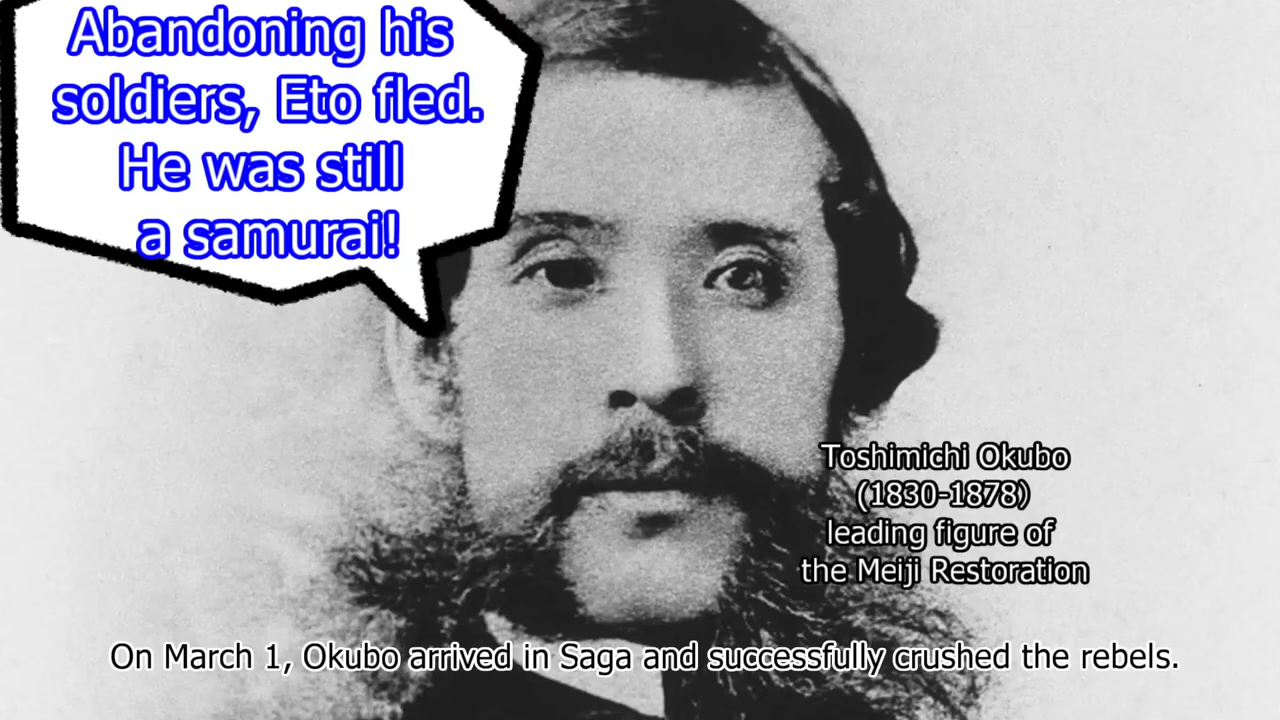 Abandoning his
soldiers, Eto fled.
He was still
a samurai!
Toshimichi Okubo
(1830-1878)
leading figure of
the Meiji Restoration
On March 1, Okubo arrived in Saga and successfully crushed the rebels.